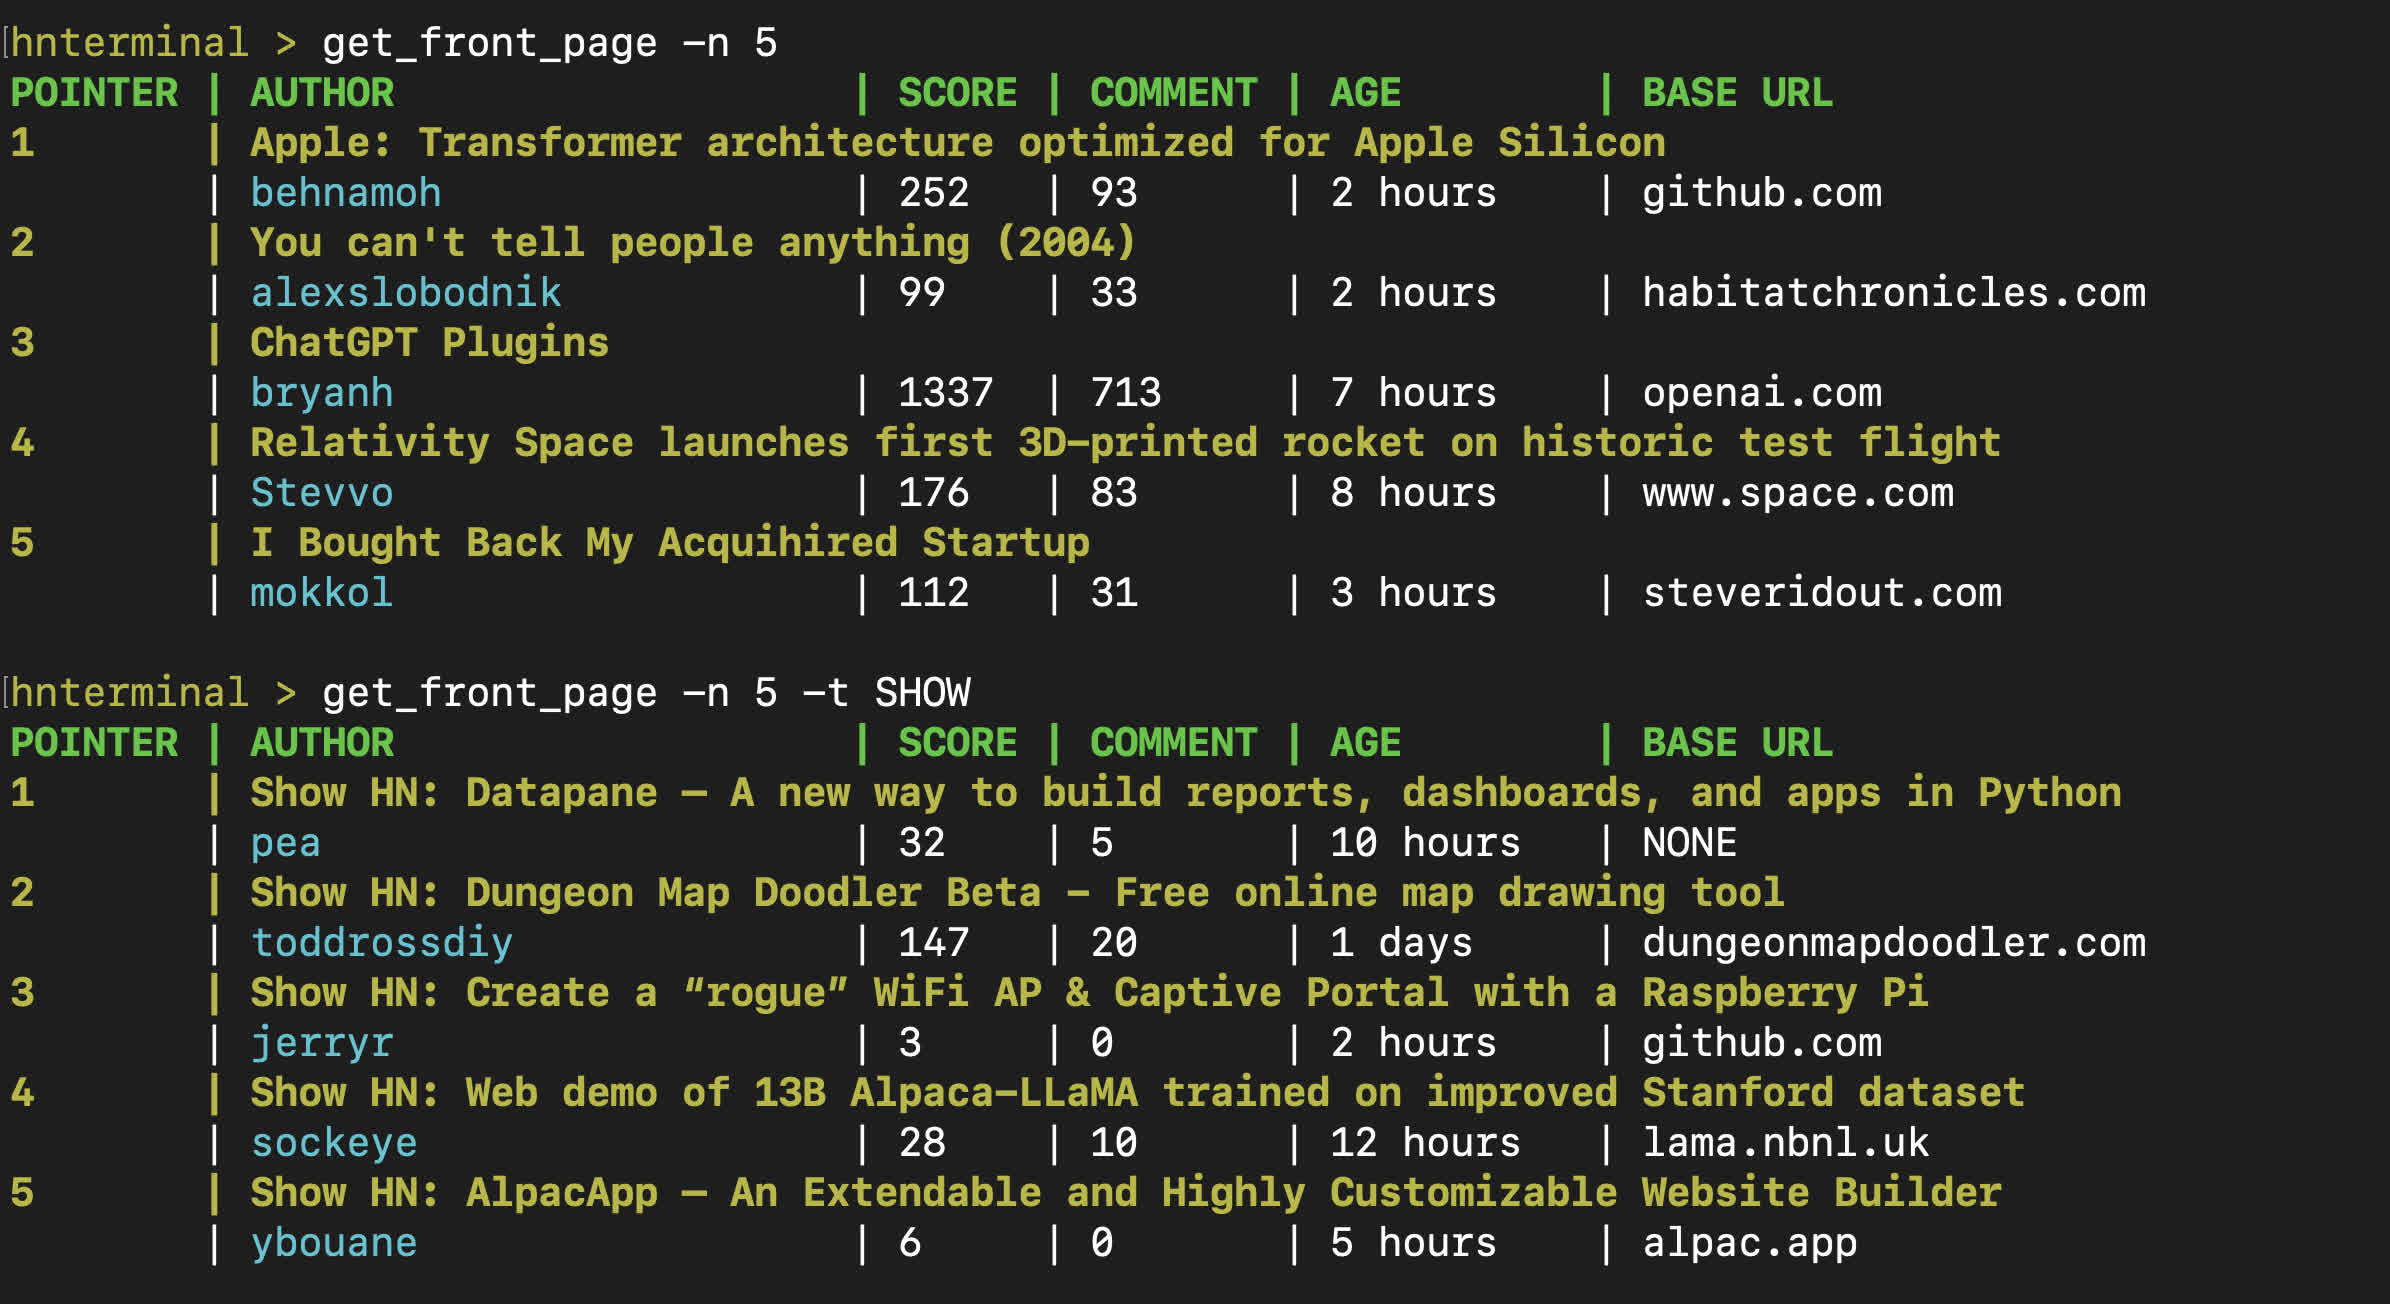 hnterminal > get_front_page -n 5
POINTER | AUTHOR | SCORE | COMMENT | AGE | BASE URL
1 | Apple: Transformer architecture optimized for Apple Silicon
| behnamoh | 252 | 93 | 2 hours | github.com
2 | You can't tell people anything (2004)
| alexslobodnik | 99 | 33 | 2 hours | habitatchronicles.com
3 | ChatGPT Plugins
| bryanh | 1337 | 713 | 7 hours | openai.com
4 | Relativity Space launches first 3D-printed rocket on historic test flight
| Stevvo | 176 | 83 | 8 hours | www.space.com
5 | I Bought Back My Acquihired Startup
| mokkol | 112 | 31 | 3 hours | steveridout.com
hnterminal > get_front_page -n 5 -t SHOW
POINTER | AUTHOR | SCORE | COMMENT | AGE | BASE URL
1 | Show HN: Datapane – A new way to build reports, dashboards, and apps in Python
| pea | 32 | 5 | 10 hours | NONE
2 | Show HN: Dungeon Map Doodler Beta - Free online map drawing tool
| toddrossdiy | 147 | 20 | 1 days | dungeonmapdoodler.com
3 | Show HN: Create a “rogue” WiFi AP & Captive Portal with a Raspberry Pi
| jerryr | 3 | 0 | 2 hours | github.com
4 | Show HN: Web demo of 13B Alpaca-LLaMA trained on improved Stanford dataset
| sockeye | 28 | 10 | 12 hours | lama.nbnl.uk
5 | Show HN: AlpacApp – An Extendable and Highly Customizable Website Builder
| ybouane | 6 | 0 | 5 hours | alpac.app